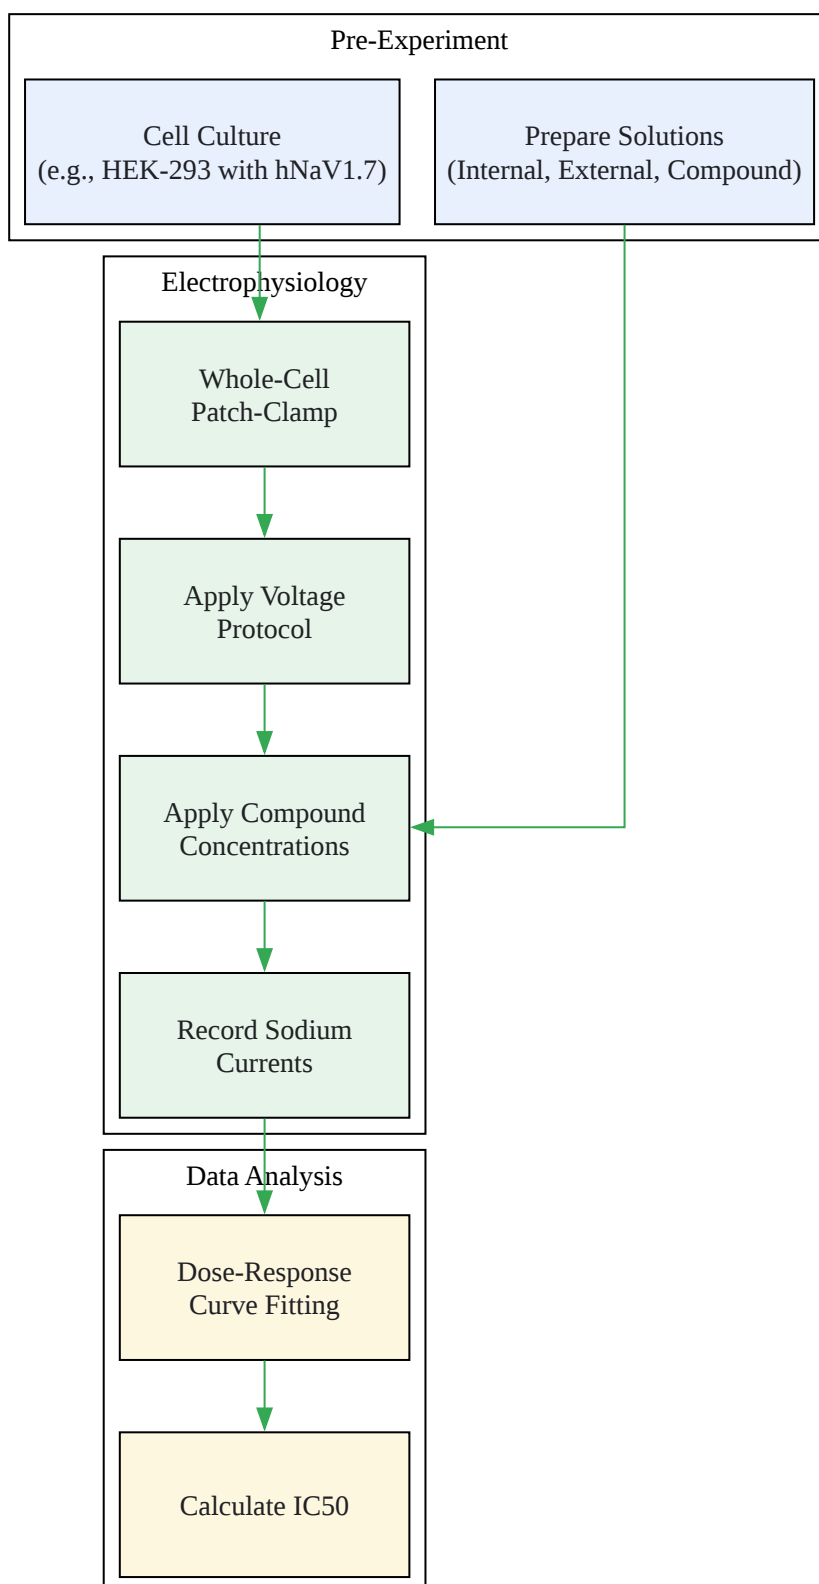 Pre-Experiment
Cell Culture
(e.g., HEK-293 with hNaV1.7)
Prepare Solutions
(Internal, External, Compound)
Electrophysiology
Whole-Cell
Patch-Clamp
Apply Voltage
Protocol
Apply Compound
Concentrations
Record Sodium
Currents
Data Analysis
Dose-Response
Curve Fitting
Calculate IC50